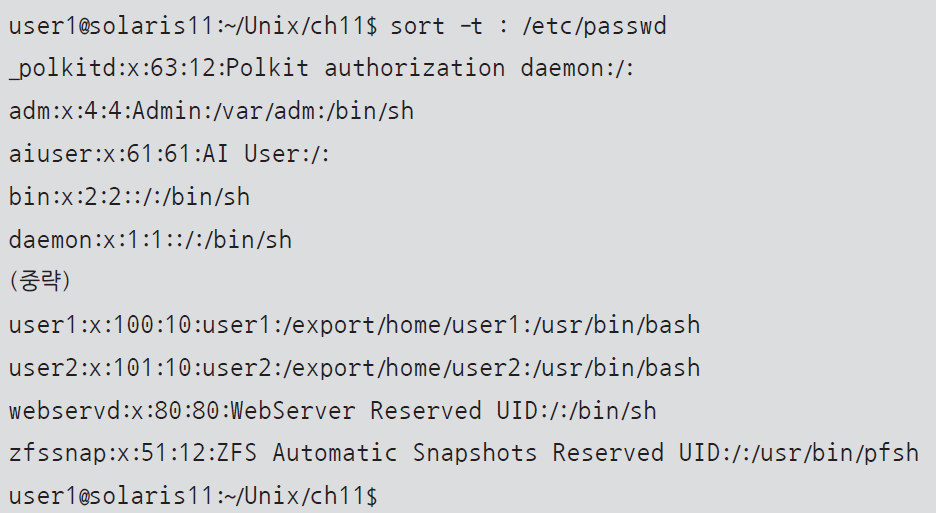 user1@solaris11:~/Unix/ch11$ sort -t : /etc/passwd
_polkitd:x:63:12:Polkit authorization daemon:/:
adm:x:4:4:Admin:/var/adm:/bin/sh
aiuser:x:61:61:AI User:/:
bin:x:2:2::/:/bin/sh
daemon:x:1:1::/:/bin/sh
(중략)
user1:x:100:10:user1:/export/home/user1:/usr/bin/bash
user2:x:101:10:user2:/export/home/user2:/usr/bin/bash
webservd:x:80:80:WebServer Reserved UID:/:/bin/sh
zfssnap:x:51:12:ZFS Automatic Snapshots Reserved UID:/:/usr/bin/pfsh
user1@solaris11:~/Unix/ch11$